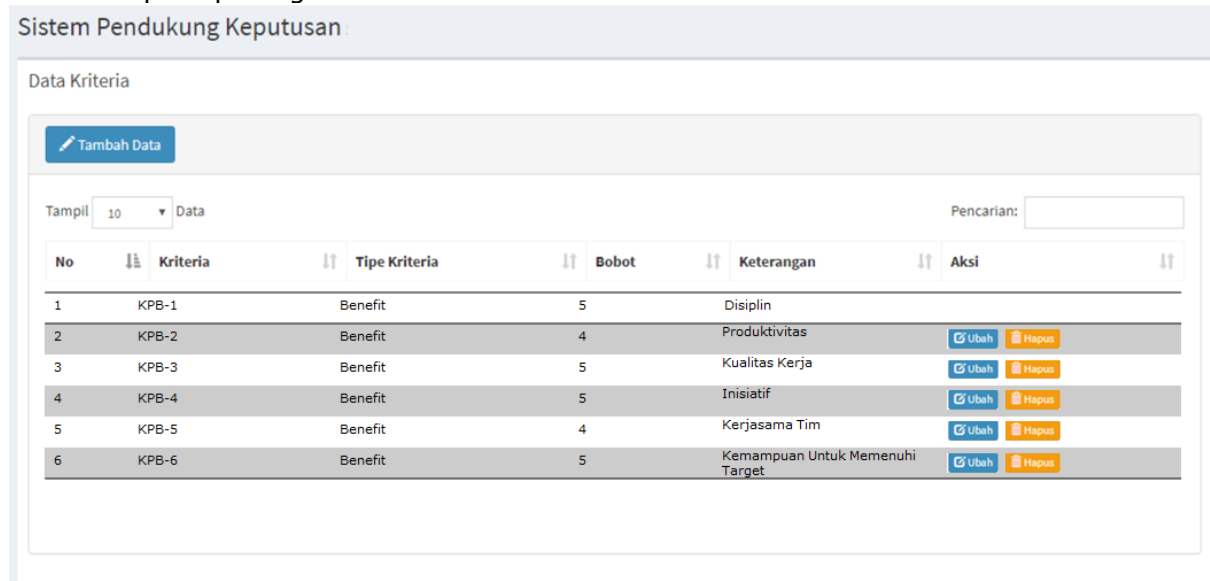 Sistem Pendukung Keputusan
Data Kriteria
Tambah Data
Tampil 10 Data Pencarian:
No Kriteria Tipe Kriteria Bobot Keterangan Aksi
1 KPB-1 Benefit 5 Disiplin
2 KPB-2 Benefit 4 Produktivitas Ubah Hapus
3 KPB-3 Benefit 5 Kualitas Kerja Ubah Hapus
4 KPB-4 Benefit 5 Inisiatif Ubah Hapus
5 KPB-5 Benefit 4 Kerjasama Tim Ubah Hapus
6 KPB-6 Benefit 5 Kemampuan Untuk Memenuhi Ubah Hapus
Target